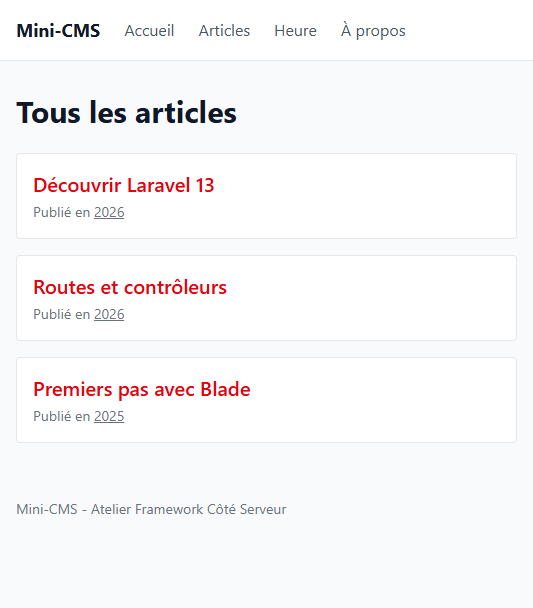 Mini-CMS Accueil Articles Heure À propos
Tous les articles
Découvrir Laravel 13
Publié en 2026
Routes et contrôleurs
Publié en 2026
Premiers pas avec Blade
Publié en 2025
Mini-CMS - Atelier Framework Côté Serveur